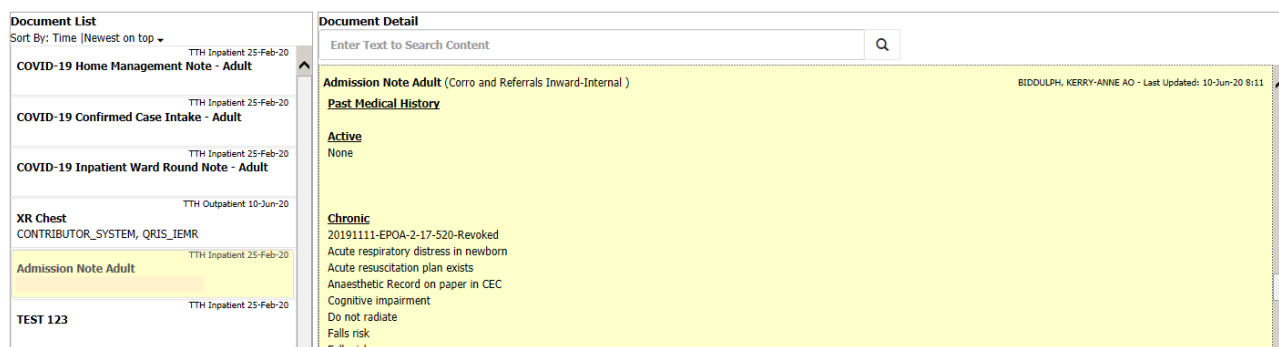 Document List
Sort By: Time |Newest on top
TTH Inpatient 25-Feb-20
COVID-19 Home Management Note - Adult
TTH Inpatient 25-Feb-20
COVID-19 Confirmed Case Intake - Adult
TTH Inpatient 25-Feb-20
COVID-19 Inpatient Ward Round Note - Adult
TTH Outpatient 10-Jun-20
XR Chest
CONTRIBUTOR_SYSTEM, QRIS_IEMR
TTH Inpatient 25-Feb-20
Admission Note Adult
TTH Inpatient 25-Feb-20
TEST 123
Document Detail
Enter Text to Search Content
Admission Note Adult (Corro and Referrals Inward-Internal )
BIDDULPH, KERRY-ANNE AO - Last Updated: 10-Jun-20 8:11
Past Medical History
Active
None
Chronic
20191111-EPOA-2-17-520-Revoked
Acute respiratory distress in newborn
Acute resuscitation plan exists
Anaesthetic Record on paper in CEC
Cognitive impairment
Do not radiate
Falls risk